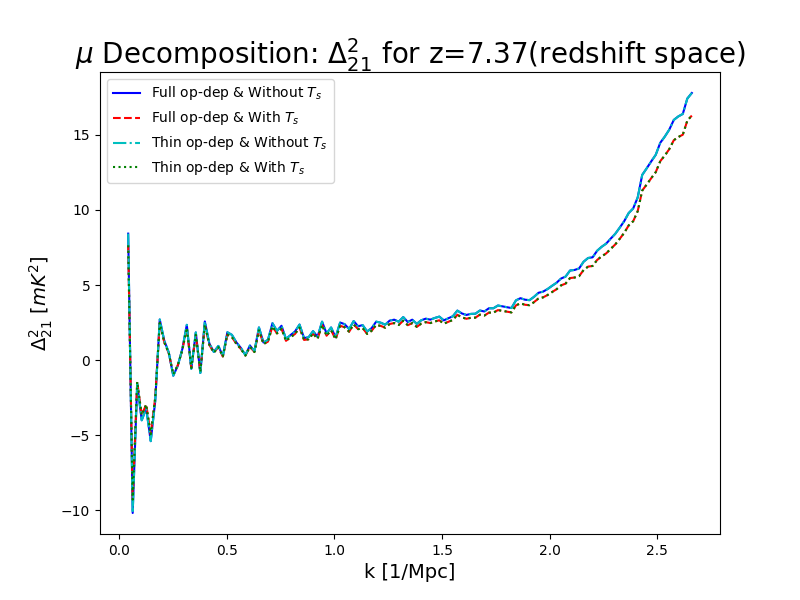 μ Decomposition: Δ²₂₁ for z=7.37(redshift space)
Full op-dep & Without Tₛ
Full op-dep & With Tₛ
Thin op-dep & Without Tₛ
Thin op-dep & With Tₛ
Δ²₂₁ [mK²]
15
10
5
0
−5
−10
0.0 0.5 1.0 1.5 2.0 2.5
k [1/Mpc]